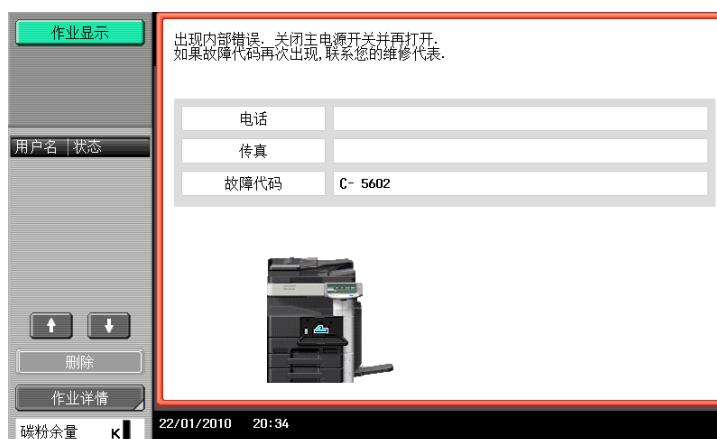 作业显示
出现内部错误. 关闭主电源开关并再打开.
如果故障代码再次出现,联系您的维修代表.
电话
用户名 状态
传真
故障代码 C- 5602
删除
作业详情
碳粉余量 K
22/01/2010 20:34